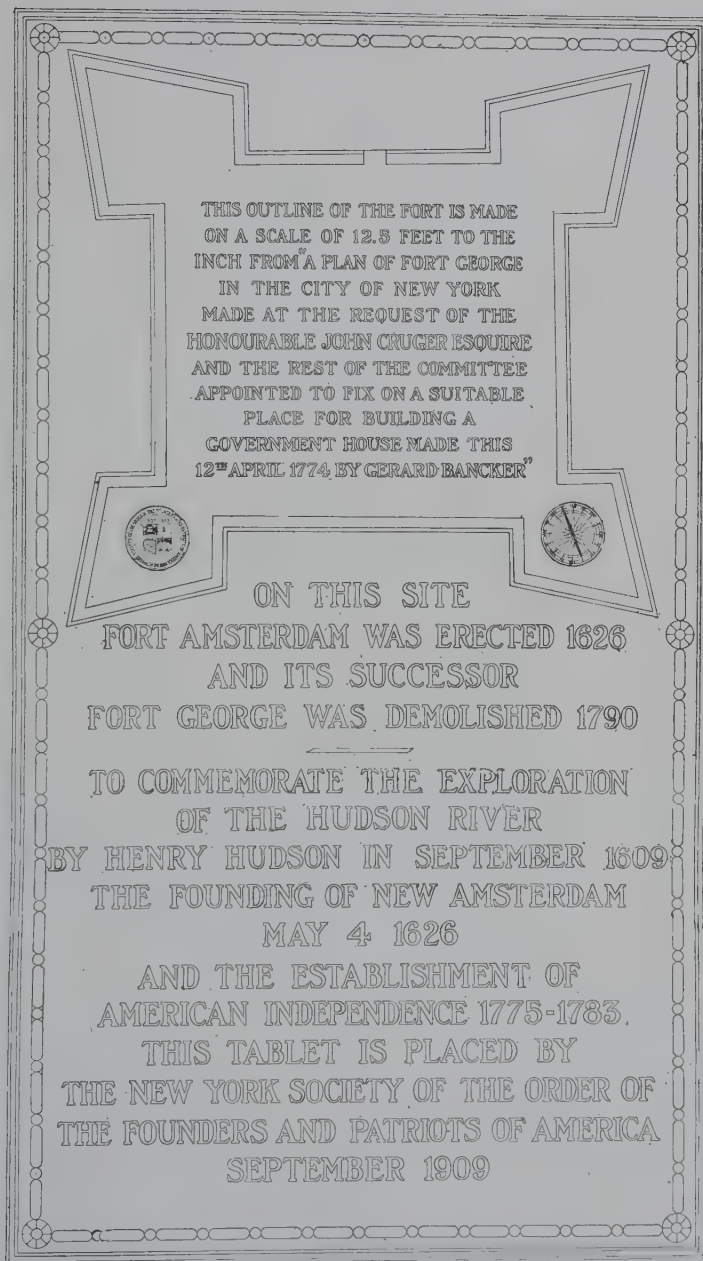 THIS OUTLINE OF THE FORT IS MADE
ON A SCALE OF 12.5 FEET TO THE
INCH FROM "A PLAN OF FORT GEORGE
IN THE CITY OF NEW YORK
MADE AT THE REQUEST OF THE
HONOURABLE JOHN CRUGER ESQUIRE
AND THE REST OF THE COMMITTEE
APPOINTED TO FIX ON A SUITABLE
PLACE FOR BUILDING A
GOVERNMENT HOUSE MADE THIS
12TH APRIL 1774 BY GERARD BANCKER"
ON THIS SITE
FORT AMSTERDAM WAS ERECTED 1626
AND ITS SUCCESSOR
FORT GEORGE WAS DEMOLISHED 1790
TO COMMEMORATE THE EXPLORATION
OF THE HUDSON RIVER
BY HENRY HUDSON IN SEPTEMBER 1609
THE FOUNDING OF NEW AMSTERDAM
MAY 4 1626
AND THE ESTABLISHMENT OF
AMERICAN INDEPENDENCE 1775-1783.
THIS TABLET IS PLACED BY
THE NEW YORK SOCIETY OF THE ORDER OF
THE FOUNDERS AND PATRIOTS OF AMERICA
SEPTEMBER 1909